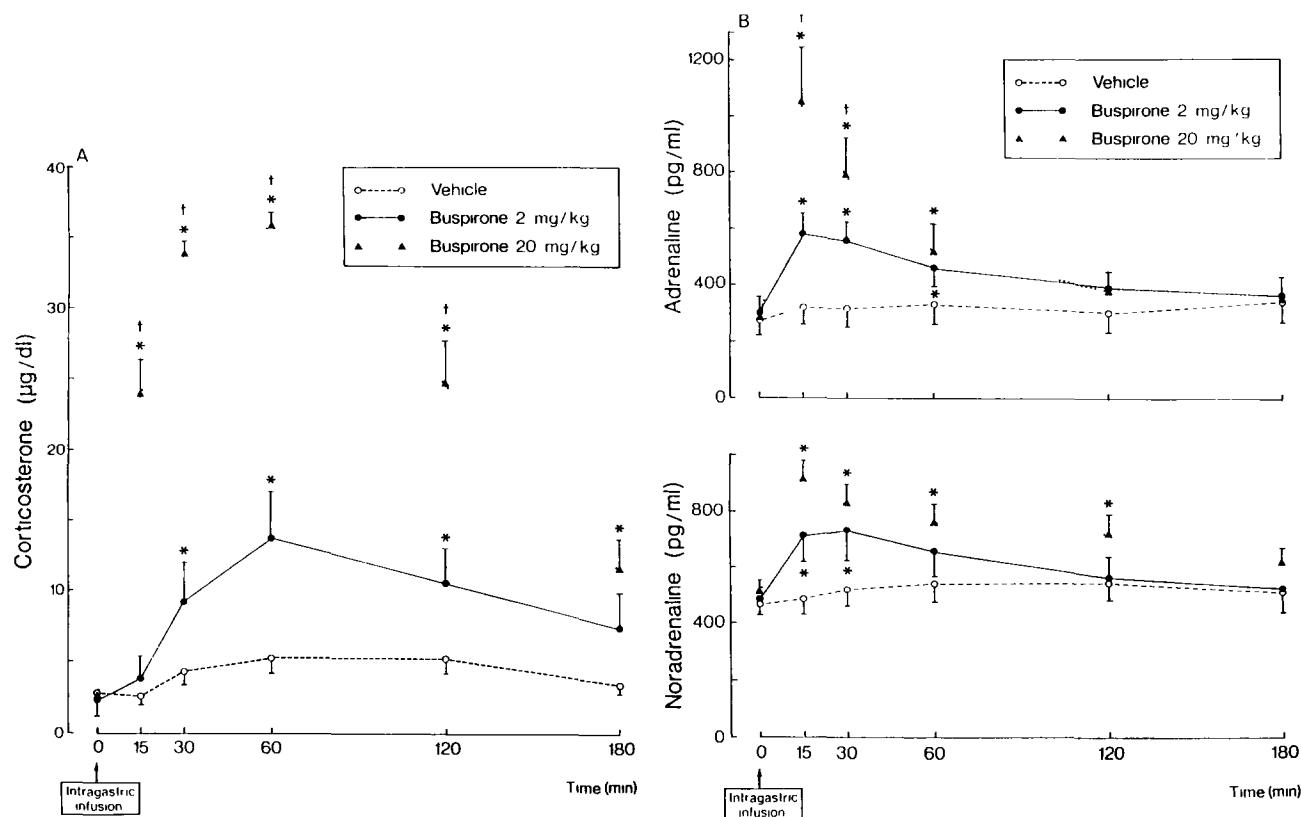 A
Corticosterone (µg/dl)
40
30
20
10
0
Vehicle
Buspirone 2 mg/kg
Buspirone 20 mg/kg
† * † * † * † *
* * * *
*
0 15 30 60 120 180
Time (min)
Intragastric
infusion
B
Adrenaline (pg/ml)
1200
800
400
0
Vehicle
Buspirone 2 mg/kg
Buspirone 20 mg'kg
† * † *
* * *
*
Noradrenaline (pg/ml)
800
400
0
* * * *
* *
0 15 30 60 120 180
Time (min)
Intragastric
infusion